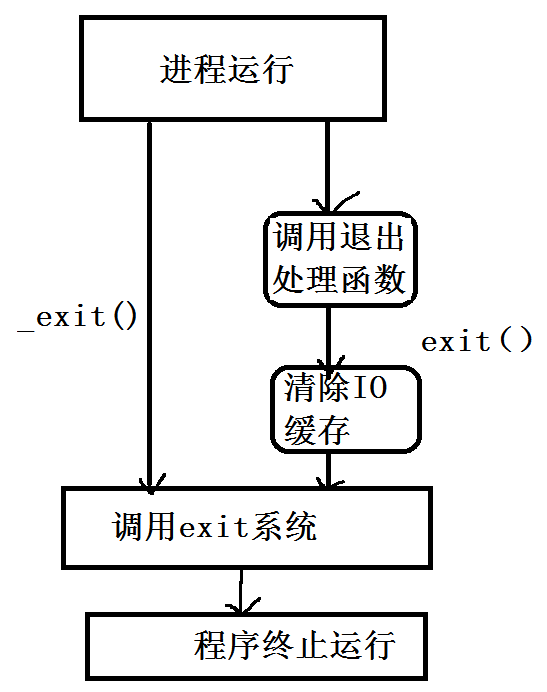 进程运行
调用退出
处理函数
_exit()
exit()
清除IO
缓存
调用exit系统
程序终止运行